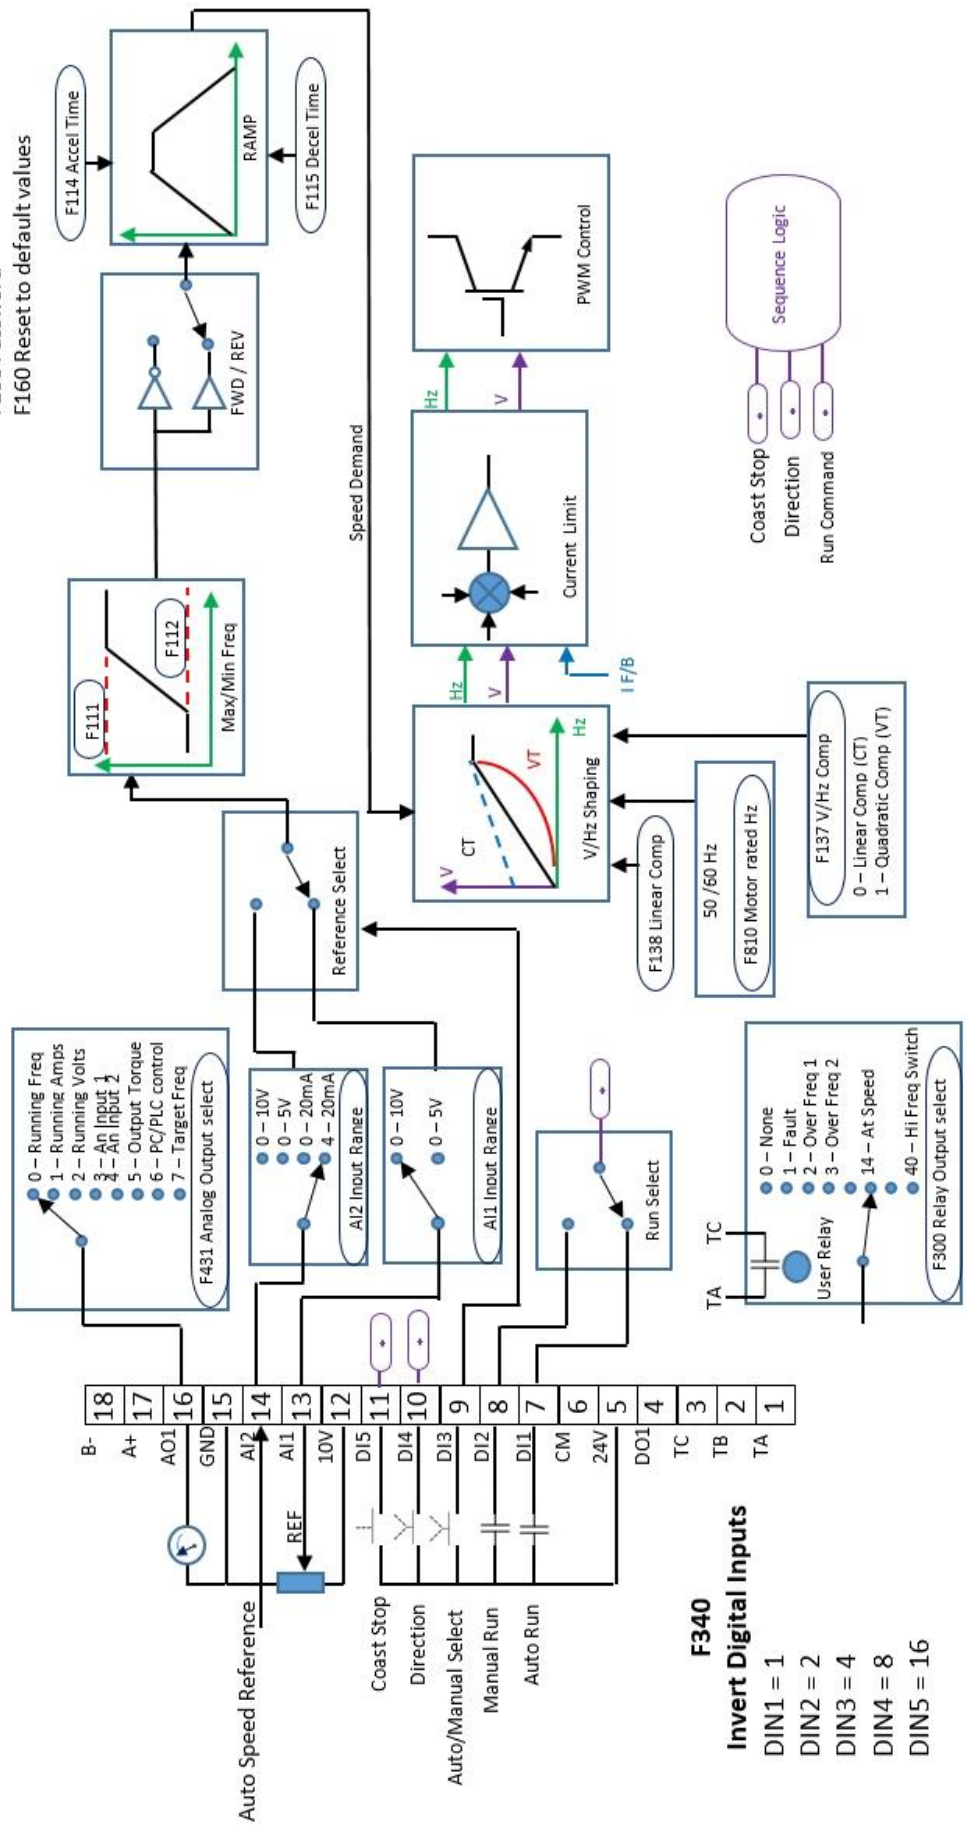 F160 Reset to default values
F114 Accel Time
RAMP
F115 Decel Time
FWD / REV
F111
F112
Max/Min Freq
Reference Select
Speed Demand
0 – Running Freq
1 – Running Amps
2 – Running Volts
3 – An Input 1
4 – An Input 2
5 – Output Torque
6 – PC/PLC control
7 – Target Freq
F431 Analog Output select
0 – 10V
0 – 5V
0 – 20mA
4 – 20mA
AI2 Input Range
0 – 10V
0 – 5V
AI1 Input Range
*
*
*
Run Select
V
CT
VT
Hz
V/Hz Shaping
Hz
V
I F/B
Current Limit
Hz
V
PWM Control
F138 Linear Comp
50 /60 Hz
F810 Motor rated Hz
F137 V/Hz Comp
0 – Linear Comp (CT)
1 – Quadratic Comp (VT)
Coast Stop
Direction
Run Command
*
*
*
Sequence Logic
TA
TC
User Relay
0 – None
1 – Fault
2 – Over Freq 1
3 – Over Freq 2
14 – At Speed
40 – Hi Freq Switch
F300 Relay Output select
B- 18
A+ 17
AO1 16
GND 15
AI2 14
AI1 13
10V 12
DI5 11
DI4 10
DI3 9
DI2 8
DI1 7
CM 6
24V 5
DO1 4
TC 3
TB 2
TA 1
Auto Speed Reference
REF
Coast Stop
Direction
Auto/Manual Select
Manual Run
Auto Run
F340
Invert Digital Inputs
DIN1 = 1
DIN2 = 2
DIN3 = 4
DIN4 = 8
DIN5 = 16